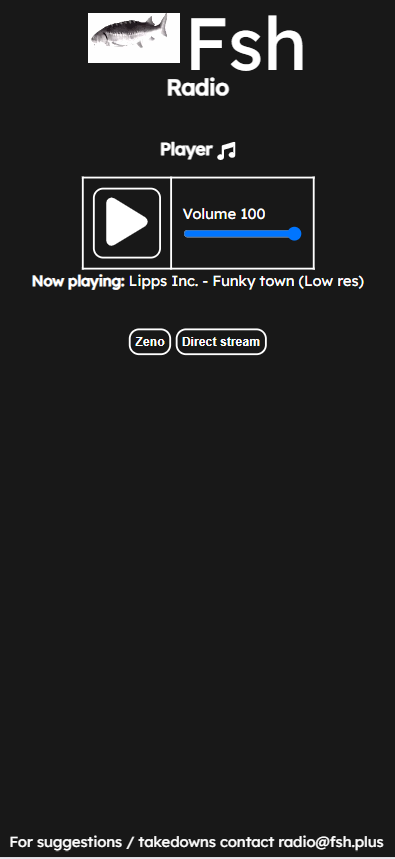 Fsh
Radio
Player
Volume 100
Now playing: Lipps Inc. - Funky town (Low res)
Zeno Direct stream
For suggestions / takedowns contact radio@fsh.plus